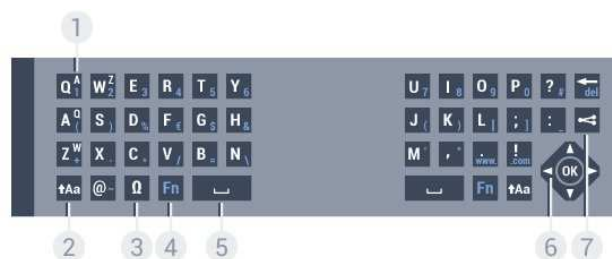 1
Q A 1 W Z 2 E 3 R 4 T 5 Y 6 U 7 I 8 O 9 P 0 ? # del
A Q ( S ) D % F € G $ H & J ( K ) L | ; ] : _
Z W + X - C * V / B = N \ M ' , " . www. ! .com
Aa @ ~ Ω Fn Fn Aa OK
2 3 4 5 6 7